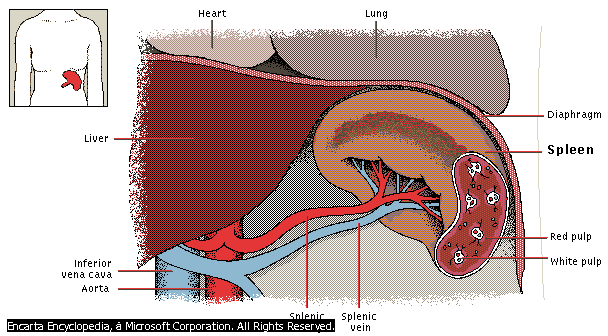 Heart
Lung
Diaphragm
Liver
Spleen
Red pulp
White pulp
Inferior
vena cava
Aorta
Splenic
Splenic
vein
Encarta Encyclopedia, â Microsoft Corporation. All Rights Reserved.